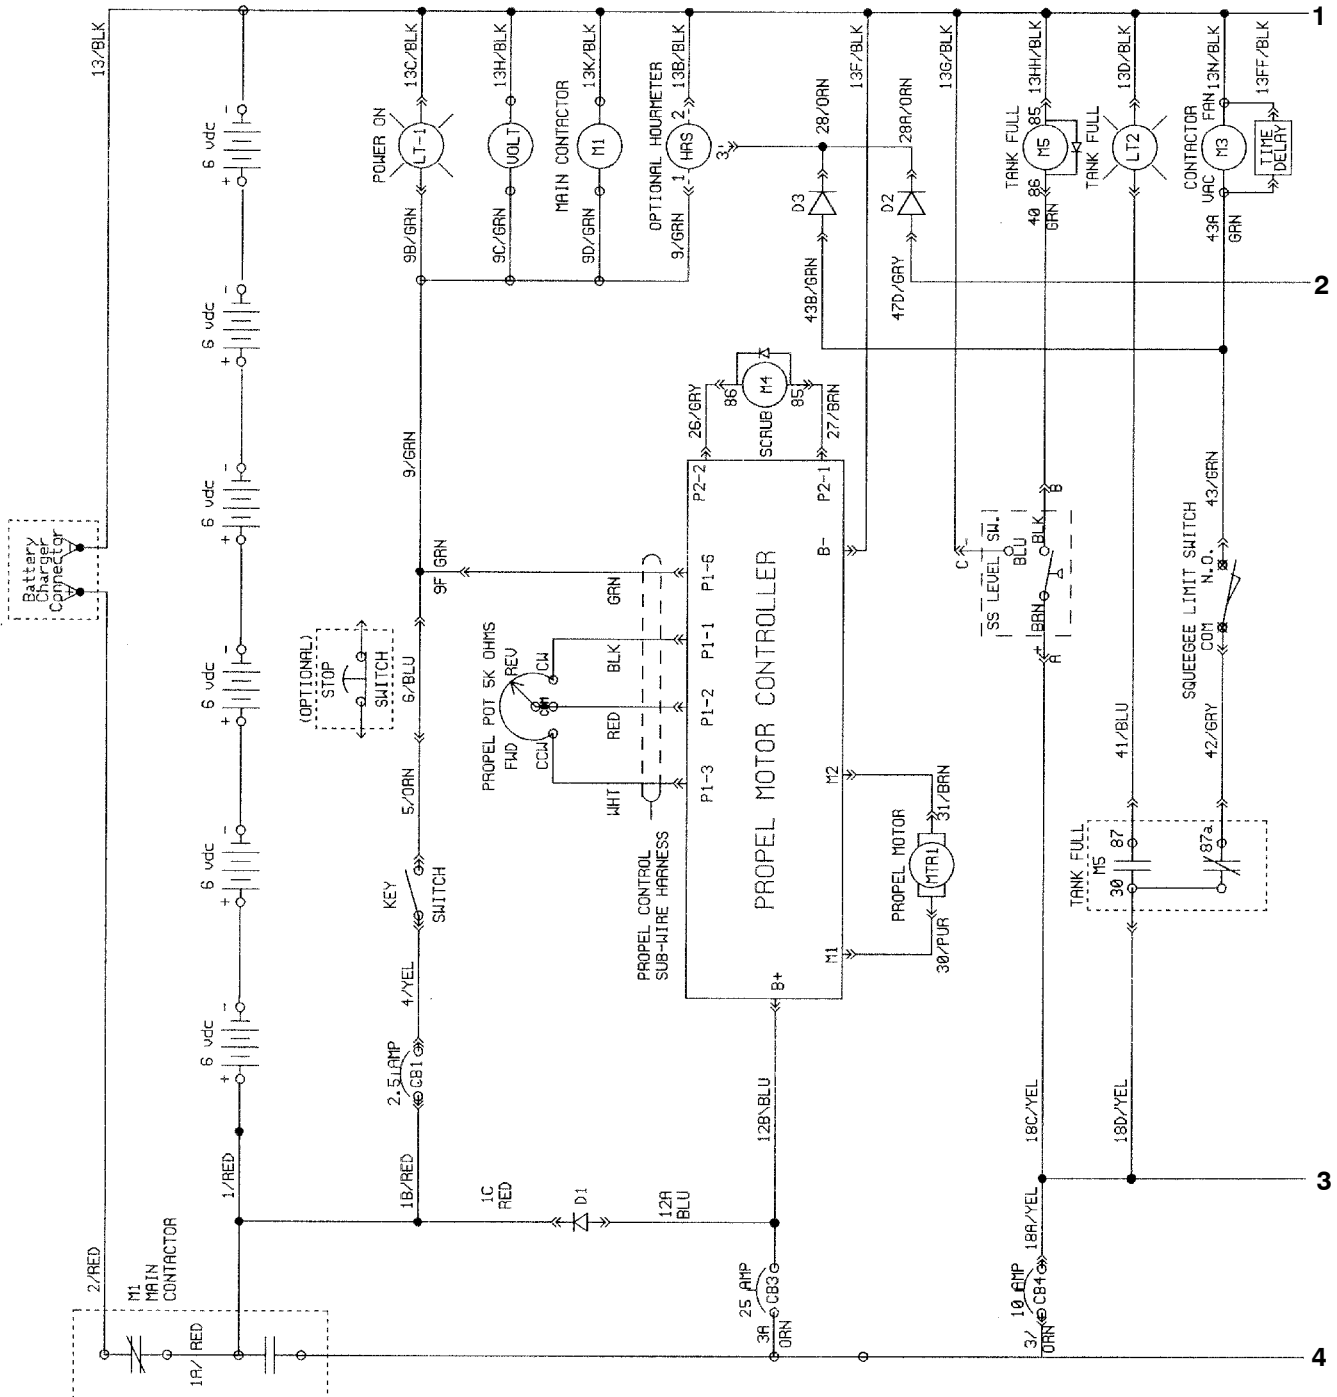 13/BLK
13C/BLK
13H/BLK
13K/BLK
13B/BLK
13F/BLK
13G/BLK
13HH/BLK
13D/BLK
13N/BLK
13FF/BLK
1
POWER ON
LT-1
VOLT
MAIN CONTACTOR
M1
OPTIONAL HOURMETER
HRS
1
2
3
28/ORN
28A/ORN
TANK FULL
M5
85
40 86
GRN
TANK FULL
LT2
CONTACTOR
VAC FAN
M3
TIME
DELAY
43A
GRN
9B/GRN
9C/GRN
9D/GRN
9/GRN
D3
D2
43B/GRN
47D/GRY
2
6 vdc
- +
6 vdc
- +
6 vdc
- +
6 vdc
- +
6 vdc
- +
6 vdc
- +
Battery
Charger
Connector
+ -
9/GRN
26/GRY
86
M4
85
SCRUB
27/BRN
P2-2
P2-1
9F GRN
GRN
P1-6
P1-1
P1-2
P1-3
B-
PROPEL MOTOR CONTROLLER
(OPTIONAL)
STOP
SWITCH
6/BLU
5/ORN
PROPEL POT 5K OHMS
FWD
REV
CW
CCW
BLK
RED
WHT
PROPEL CONTROL
SUB-WIRE HARNESS
M2
M1
B+
PROPEL MOTOR
MTR1
31/BRN
30/PUR
SS LEVEL SW.
C -
BLU
BLK
B
BRN
+
A
43/GRN
SQUEEGEE LIMIT SWITCH
COM
N.O.
41/BLU
42/GRY
TANK FULL
M5
30
87
87a
KEY
SWITCH
4/YEL
2.5 AMP
CB1
1/RED
1B/RED
1C
RED
D1
12A
BLU
12B\BLU
18C/YEL
18D/YEL
3
2/RED
M1
MAIN
CONTACTOR
1A/ RED
25 AMP
CB3
3A
ORN
18A/YEL
10 AMP
CB4
3/
ORN
4